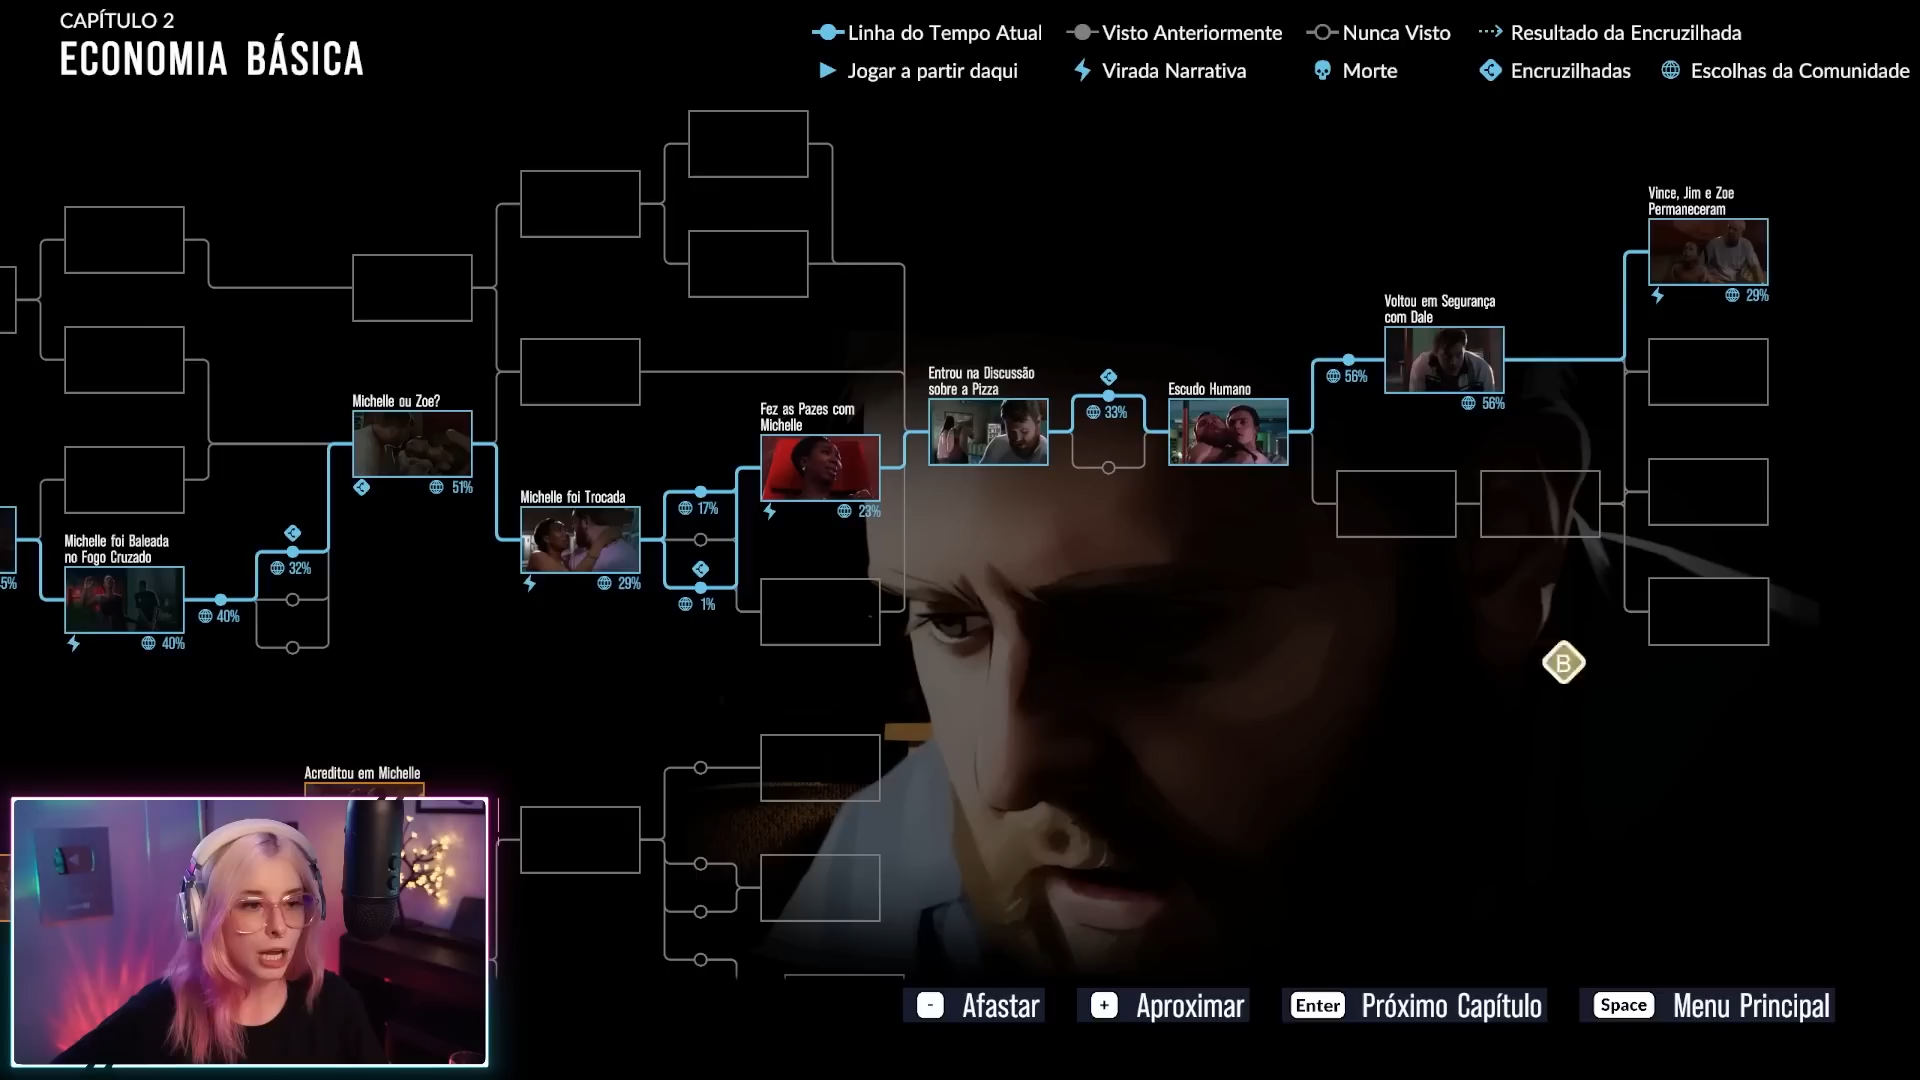 CAPÍTULO 2
ECONOMIA BÁSICA
Linha do Tempo Atual
Visto Anteriormente
Nunca Visto
Resultado da Encruzilhada
Jogar a partir daqui
Virada Narrativa
Morte
Encruzilhadas
Escolhas da Comunidade
Vince, Jim e Zoe
Permaneceram
29%
Voltou em Segurança
com Dale
56%
56%
Entrou na Discussão
sobre a Pizza
33%
Escudo Humano
Michelle ou Zoe?
51%
Fez as Pazes com
Michelle
23%
Michelle foi Trocada
29%
17%
1%
Michelle foi Baleada
no Fogo Cruzado
40%
40%
32%
5%
B
Acreditou em Michelle
- Afastar
+ Aproximar
Enter Próximo Capítulo
Space Menu Principal